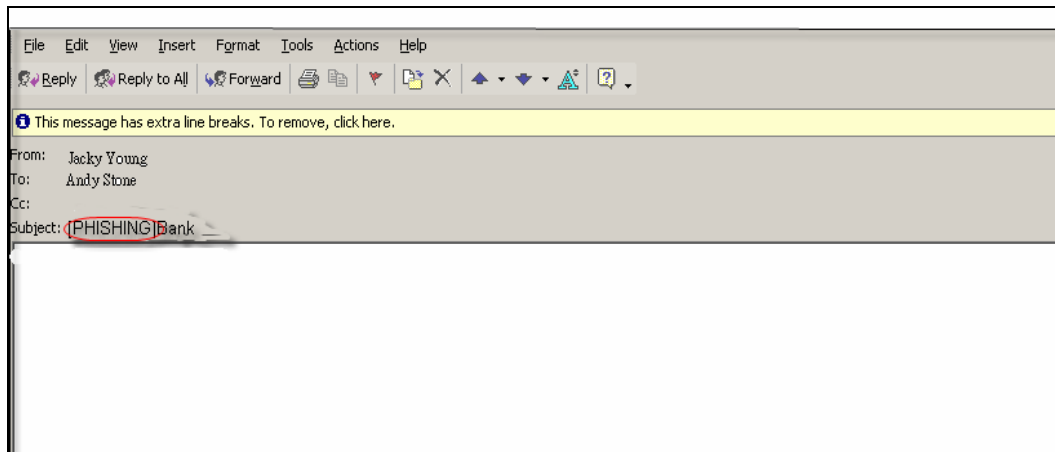 File Edit View Insert Format Tools Actions Help
Reply Reply to All Forward
This message has extra line breaks. To remove, click here.
From: Jacky Young
To: Andy Stone
Cc:
Subject: [PHISHING]Bank